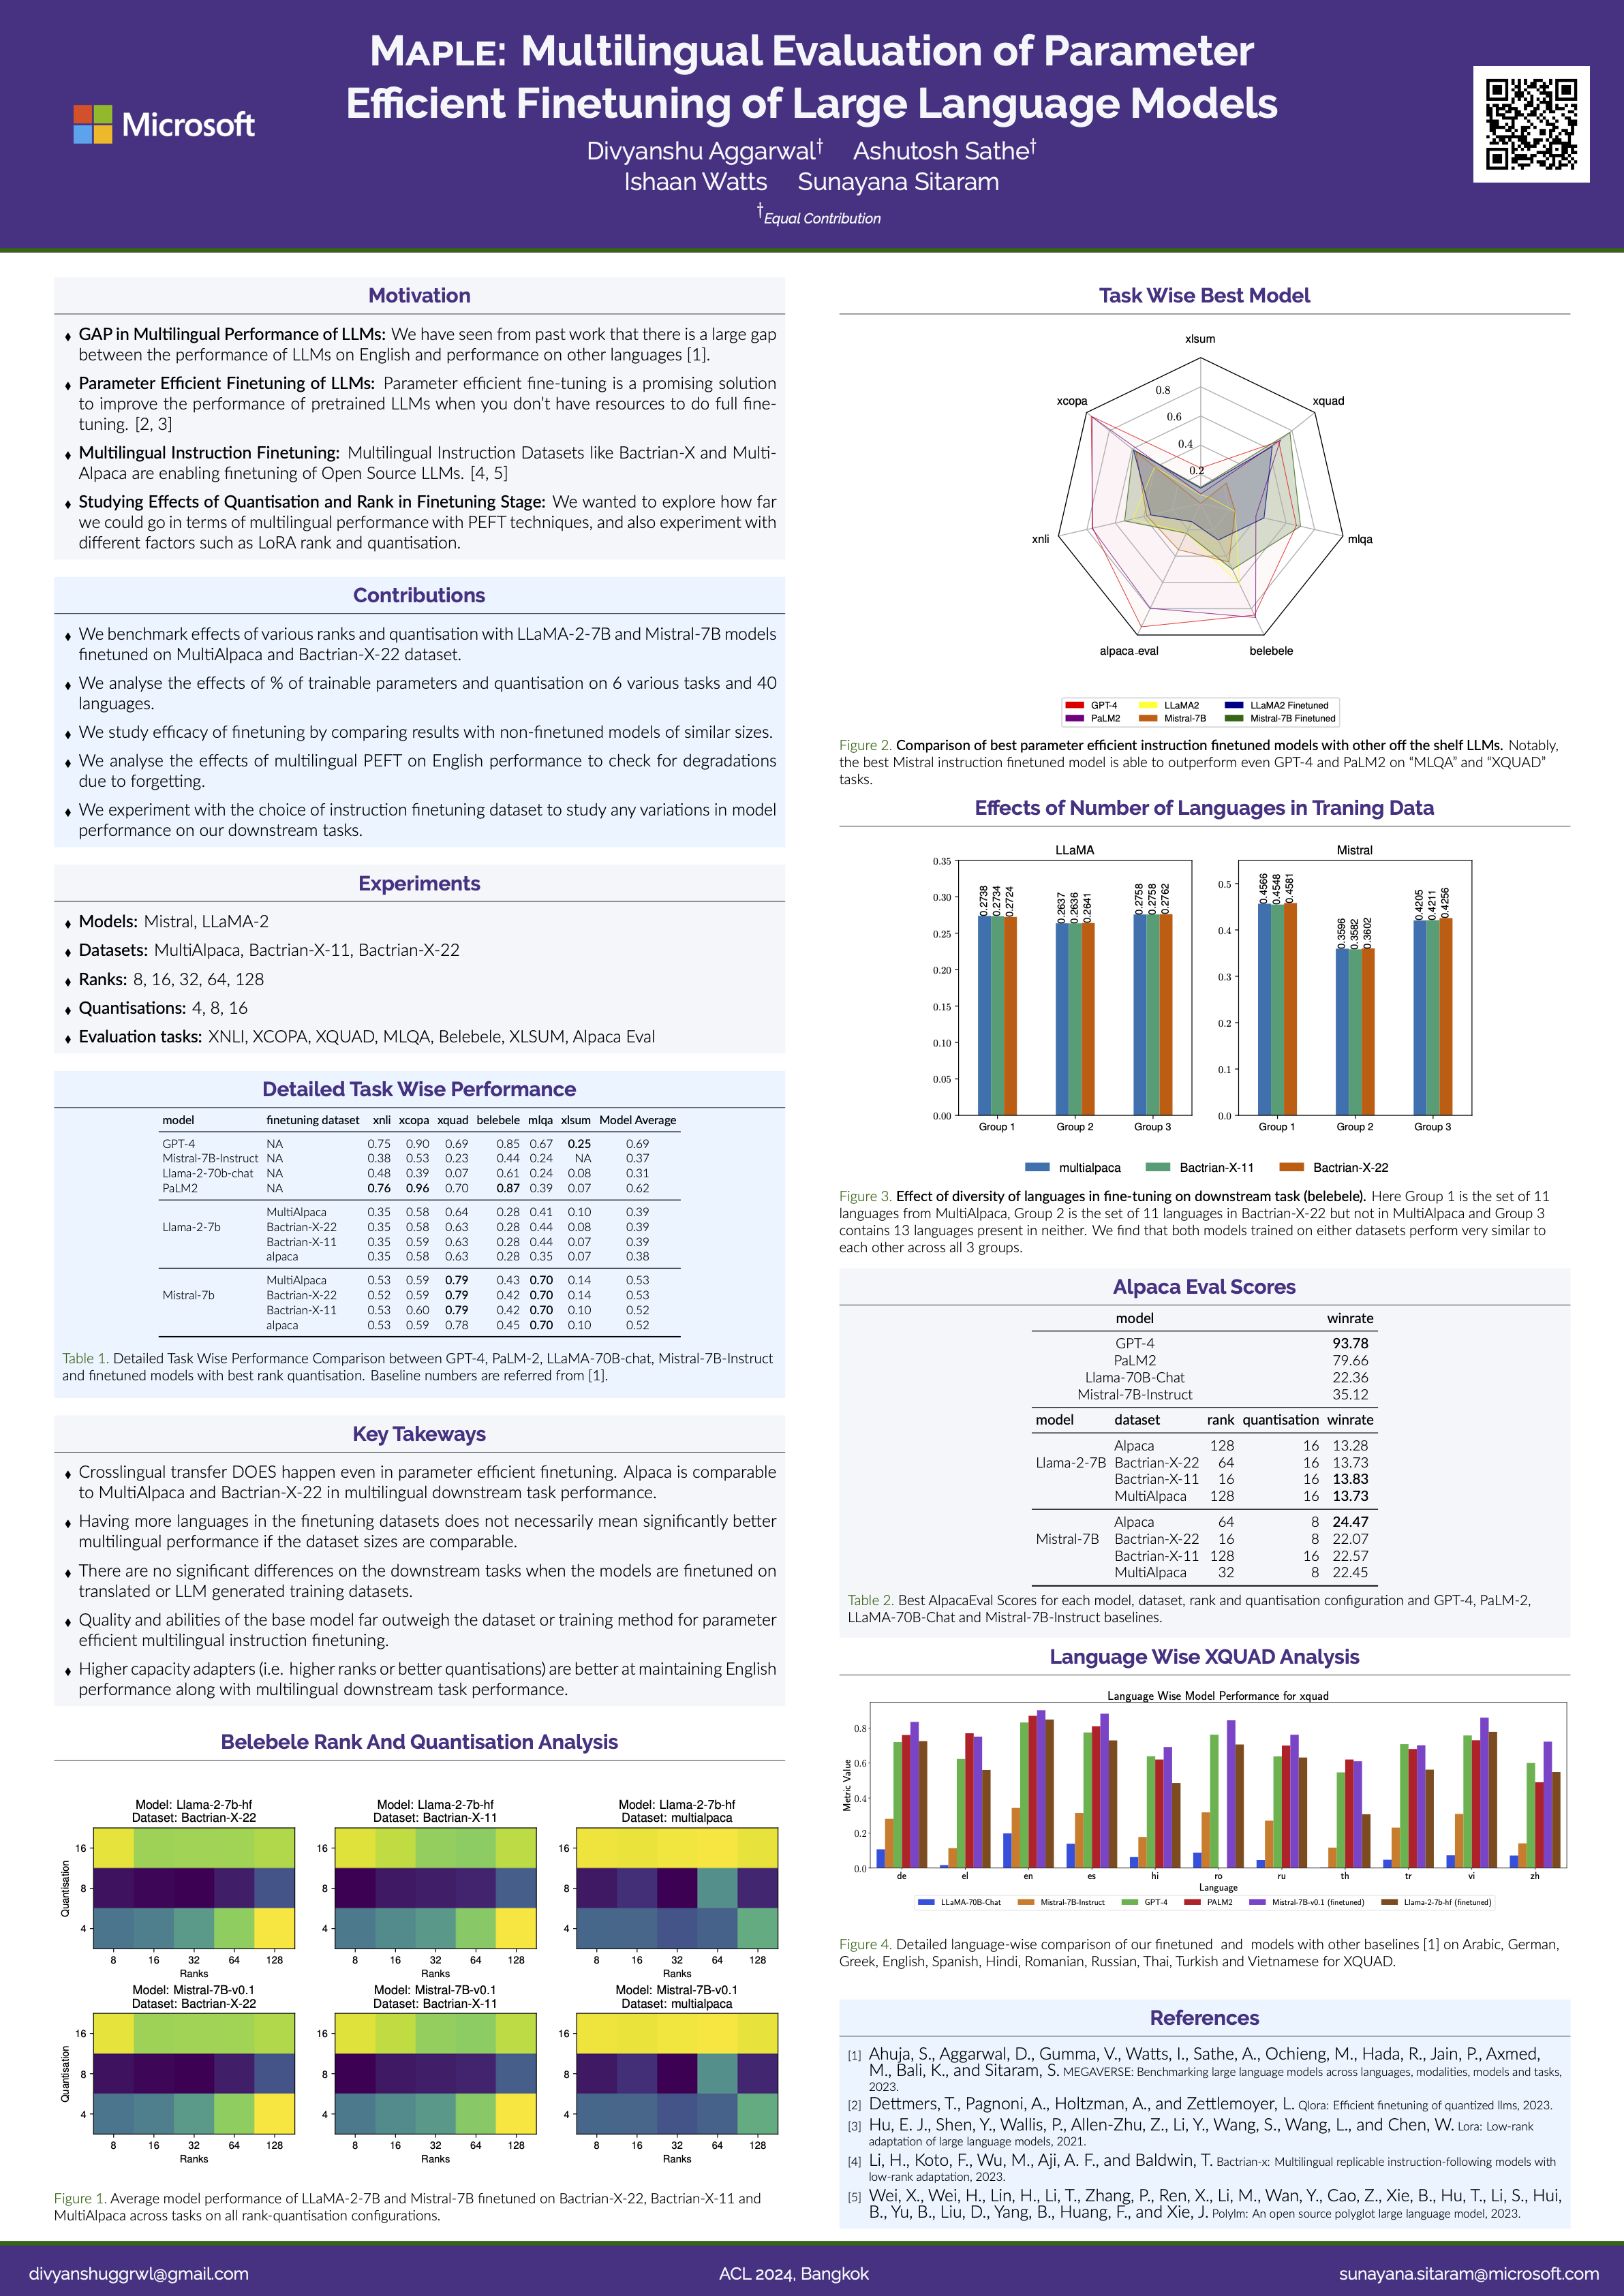 MAPLE: Multilingual Evaluation of Parameter
Efficient Finetuning of Large Language Models
Microsoft
Divyanshu Aggarwal† Ashutosh Sathe†
Ishaan Watts Sunayana Sitaram
†Equal Contribution
Motivation
♦ GAP in Multilingual Performance of LLMs: We have seen from past work that there is a large gap
between the performance of LLMs on English and performance on other languages [1].
♦ Parameter Efficient Finetuning of LLMs: Parameter efficient fine-tuning is a promising solution
to improve the performance of pretrained LLMs when you don't have resources to do full fine-
tuning. [2, 3]
♦ Multilingual Instruction Finetuning: Multilingual Instruction Datasets like Bactrian-X and Multi-
Alpaca are enabling finetuning of Open Source LLMs. [4, 5]
♦ Studying Effects of Quantisation and Rank in Finetuning Stage: We wanted to explore how far
we could go in terms of multilingual performance with PEFT techniques, and also experiment with
different factors such as LoRA rank and quantisation.
Contributions
♦ We benchmark effects of various ranks and quantisation with LLaMA-2-7B and Mistral-7B models
finetuned on MultiAlpaca and Bactrian-X-22 dataset.
♦ We analyse the effects of % of trainable parameters and quantisation on 6 various tasks and 40
languages.
♦ We study efficacy of finetuning by comparing results with non-finetuned models of similar sizes.
♦ We analyse the effects of multilingual PEFT on English performance to check for degradations
due to forgetting.
♦ We experiment with the choice of instruction finetuning dataset to study any variations in model
performance on our downstream tasks.
Experiments
♦ Models: Mistral, LLaMA-2
♦ Datasets: MultiAlpaca, Bactrian-X-11, Bactrian-X-22
♦ Ranks: 8, 16, 32, 64, 128
♦ Quantisations: 4, 8, 16
♦ Evaluation tasks: XNLI, XCOPA, XQUAD, MLQA, Belebele, XLSUM, Alpaca Eval
Detailed Task Wise Performance
model finetuning dataset xnli xcopa xquad belebele mlqa xlsum Model Average
GPT-4 NA 0.75 0.90 0.69 0.85 0.67 0.25 0.69
Mistral-7B-Instruct NA 0.38 0.53 0.23 0.44 0.24 NA 0.37
Llama-2-70b-chat NA 0.48 0.39 0.07 0.61 0.24 0.08 0.31
PaLM2 NA 0.76 0.96 0.70 0.87 0.39 0.07 0.62
MultiAlpaca 0.35 0.58 0.64 0.28 0.41 0.10 0.39
Llama-2-7b Bactrian-X-22 0.35 0.58 0.63 0.28 0.44 0.08 0.39
Bactrian-X-11 0.35 0.59 0.63 0.28 0.44 0.07 0.39
alpaca 0.35 0.58 0.63 0.28 0.35 0.07 0.38
MultiAlpaca 0.53 0.59 0.79 0.43 0.70 0.14 0.53
Mistral-7b Bactrian-X-22 0.52 0.59 0.79 0.42 0.70 0.14 0.53
Bactrian-X-11 0.53 0.60 0.79 0.42 0.70 0.10 0.52
alpaca 0.53 0.59 0.78 0.45 0.70 0.10 0.52
Table 1. Detailed Task Wise Performance Comparison between GPT-4, PaLM-2, LLaMA-70B-chat, Mistral-7B-Instruct
and finetuned models with best rank quantisation. Baseline numbers are referred from [1].
Key Takeways
♦ Crosslingual transfer DOES happen even in parameter efficient finetuning. Alpaca is comparable
to MultiAlpaca and Bactrian-X-22 in multilingual downstream task performance.
♦ Having more languages in the finetuning datasets does not necessarily mean significantly better
multilingual performance if the dataset sizes are comparable.
♦ There are no significant differences on the downstream tasks when the models are finetuned on
translated or LLM generated training datasets.
♦ Quality and abilities of the base model far outweigh the dataset or training method for parameter
efficient multilingual instruction finetuning.
♦ Higher capacity adapters (i.e. higher ranks or better quantisations) are better at maintaining English
performance along with multilingual downstream task performance.
Belebele Rank And Quantisation Analysis
Model: Llama-2-7b-hf Model: Llama-2-7b-hf Model: Llama-2-7b-hf
Dataset: Bactrian-X-22 Dataset: Bactrian-X-11 Dataset: multialpaca
16 16 16
Quantisation
8 8 8
4 4 4
8 16 32 64 128 8 16 32 64 128 8 16 32 64 128
Ranks Ranks Ranks
Model: Mistral-7B-v0.1 Model: Mistral-7B-v0.1 Model: Mistral-7B-v0.1
Dataset: Bactrian-X-22 Dataset: Bactrian-X-11 Dataset: multialpaca
16 16 16
Quantisation
8 8 8
4 4 4
8 16 32 64 128 8 16 32 64 128 8 16 32 64 128
Ranks Ranks Ranks
Figure 1. Average model performance of LLaMA-2-7B and Mistral-7B finetuned on Bactrian-X-22, Bactrian-X-11 and
MultiAlpaca across tasks on all rank-quantisation configurations.
Task Wise Best Model
xlsum
0.8
xcopa xquad
0.6
0.4
0.2
xnli mlqa
alpaca_eval belebele
GPT-4 LLaMA2 LLaMA2 Finetuned
PaLM2 Mistral-7B Mistral-7B Finetuned
Figure 2. Comparison of best parameter efficient instruction finetuned models with other off the shelf LLMs. Notably,
the best Mistral instruction finetuned model is able to outperform even GPT-4 and PaLM2 on “MLQA” and “XQUAD”
tasks.
Effects of Number of Languages in Traning Data
LLaMA Mistral
0.35
0.30
0.25
0.20
0.15
0.10
0.05
0.00
0.2738 0.2734 0.2724 0.2637 0.2636 0.2641 0.2758 0.2758 0.2762
Group 1 Group 2 Group 3
0.5
0.4
0.3
0.2
0.1
0.0
0.4566 0.4548 0.4581 0.3596 0.3582 0.3602 0.4205 0.4211 0.4256
Group 1 Group 2 Group 3
multialpaca Bactrian-X-11 Bactrian-X-22
Figure 3. Effect of diversity of languages in fine-tuning on downstream task (belebele). Here Group 1 is the set of 11
languages from MultiAlpaca, Group 2 is the set of 11 languages in Bactrian-X-22 but not in MultiAlpaca and Group 3
contains 13 languages present in neither. We find that both models trained on either datasets perform very similar to
each other across all 3 groups.
Alpaca Eval Scores
model winrate
GPT-4 93.78
PaLM2 79.66
Llama-70B-Chat 22.36
Mistral-7B-Instruct 35.12
model dataset rank quantisation winrate
Alpaca 128 16 13.28
Llama-2-7B Bactrian-X-22 64 16 13.73
Bactrian-X-11 16 16 13.83
MultiAlpaca 128 16 13.73
Alpaca 64 8 24.47
Mistral-7B Bactrian-X-22 16 8 22.07
Bactrian-X-11 128 16 22.57
MultiAlpaca 32 8 22.45
Table 2. Best AlpacaEval Scores for each model, dataset, rank and quantisation configuration and GPT-4, PaLM-2,
LLaMA-70B-Chat and Mistral-7B-Instruct baselines.
Language Wise XQUAD Analysis
Language Wise Model Performance for xquad
Metric Value
0.8
0.6
0.4
0.2
0.0
de el en es hi ro ru th tr vi zh
Language
LLaMA-70B-Chat Mistral-7B-Instruct GPT-4 PALM2 Mistral-7B-v0.1 (finetuned) Llama-2-7b-hf (finetuned)
Figure 4. Detailed language-wise comparison of our finetuned and models with other baselines [1] on Arabic, German,
Greek, English, Spanish, Hindi, Romanian, Russian, Thai, Turkish and Vietnamese for XQUAD.
References
[1] Ahuja, S., Aggarwal, D., Gumma, V., Watts, I., Sathe, A., Ochieng, M., Hada, R., Jain, P., Axmed,
M., Bali, K., and Sitaram, S. MEGAVERSE: Benchmarking large language models across languages, modalities, models and tasks,
2023.
[2] Dettmers, T., Pagnoni, A., Holtzman, A., and Zettlemoyer, L. Qlora: Efficient finetuning of quantized llms, 2023.
[3] Hu, E. J., Shen, Y., Wallis, P., Allen-Zhu, Z., Li, Y., Wang, S., Wang, L., and Chen, W. Lora: Low-rank
adaptation of large language models, 2021.
[4] Li, H., Koto, F., Wu, M., Aji, A. F., and Baldwin, T. Bactrian-x: Multilingual replicable instruction-following models with
low-rank adaptation, 2023.
[5] Wei, X., Wei, H., Lin, H., Li, T., Zhang, P., Ren, X., Li, M., Wan, Y., Cao, Z., Xie, B., Hu, T., Li, S., Hui,
B., Yu, B., Liu, D., Yang, B., Huang, F., and Xie, J. Polylm: An open source polyglot large language model, 2023.
divyanshuggrwl@gmail.com ACL 2024, Bangkok sunayana.sitaram@microsoft.com